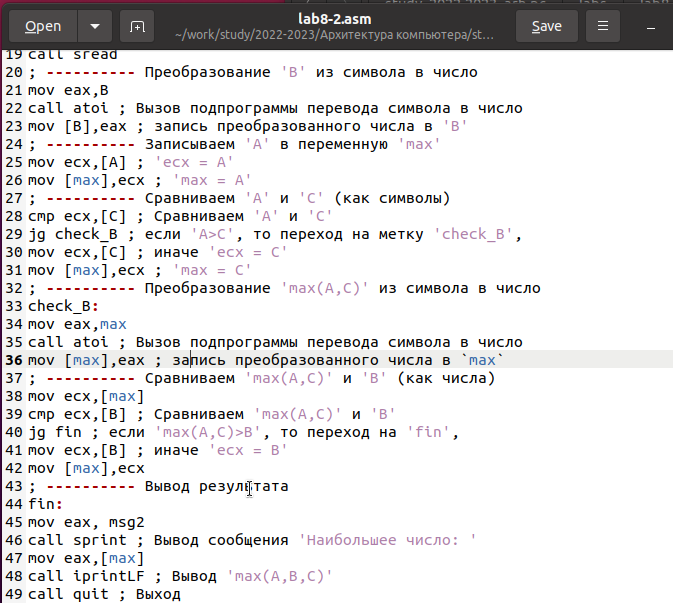 Open
lab8-2.asm
~/work/study/2022-2023/Архитектура компьютера/st...
Save
19 call sread
20 ; ---------- Преобразование 'B' из символа в число
21 mov eax,B
22 call atoi ; Вызов подпрограммы перевода символа в число
23 mov [B],eax ; запись преобразованного числа в 'B'
24 ; ---------- Записываем 'A' в переменную 'max'
25 mov ecx,[A] ; 'ecx = A'
26 mov [max],ecx ; 'max = A'
27 ; ---------- Сравниваем 'A' и 'C' (как символы)
28 cmp ecx,[C] ; Сравниваем 'A' и 'C'
29 jg check_B ; если 'A>C', то переход на метку 'check_B',
30 mov ecx,[C] ; иначе 'ecx = C'
31 mov [max],ecx ; 'max = C'
32 ; ---------- Преобразование 'max(A,C)' из символа в число
33 check_B:
34 mov eax,max
35 call atoi ; Вызов подпрограммы перевода символа в число
36 mov [max],eax ; запись преобразованного числа в `max`
37 ; ---------- Сравниваем 'max(A,C)' и 'B' (как числа)
38 mov ecx,[max]
39 cmp ecx,[B] ; Сравниваем 'max(A,C)' и 'B'
40 jg fin ; если 'max(A,C)>B', то переход на 'fin',
41 mov ecx,[B] ; иначе 'ecx = B'
42 mov [max],ecx
43 ; ---------- Вывод результата
44 fin:
45 mov eax, msg2
46 call sprint ; Вывод сообщения 'Наибольшее число: '
47 mov eax,[max]
48 call iprintLF ; Вывод 'max(A,B,C)'
49 call quit ; Выход